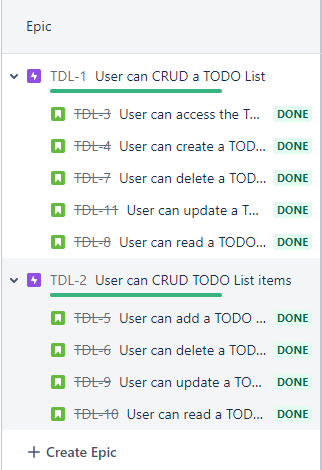 Epic
TDL-1 User can CRUD a TODO List
TDL-3 User can access the T... DONE
TDL-4 User can create a TOD... DONE
TDL-7 User can delete a TOD... DONE
TDL-11 User can update a T... DONE
TDL-8 User can read a TODO... DONE
TDL-2 User can CRUD TODO List items
TDL-5 User can add a TODO ... DONE
TDL-6 User can delete a TOD... DONE
TDL-9 User can update a TO... DONE
TDL-10 User can read a TOD... DONE
+ Create Epic